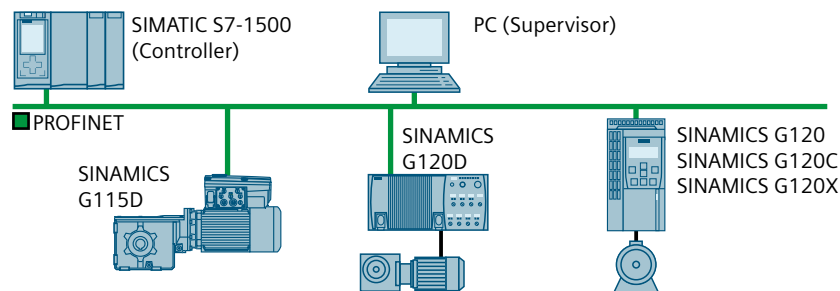 SIMATIC S7-1500
(Controller)
PC (Supervisor)
PROFINET
SINAMICS
G115D
SINAMICS
G120D
SINAMICS G120
SINAMICS G120C
SINAMICS G120X